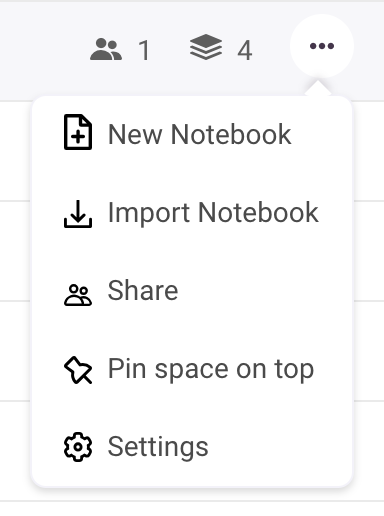 1 4
New Notebook
Import Notebook
Share
Pin space on top
Settings